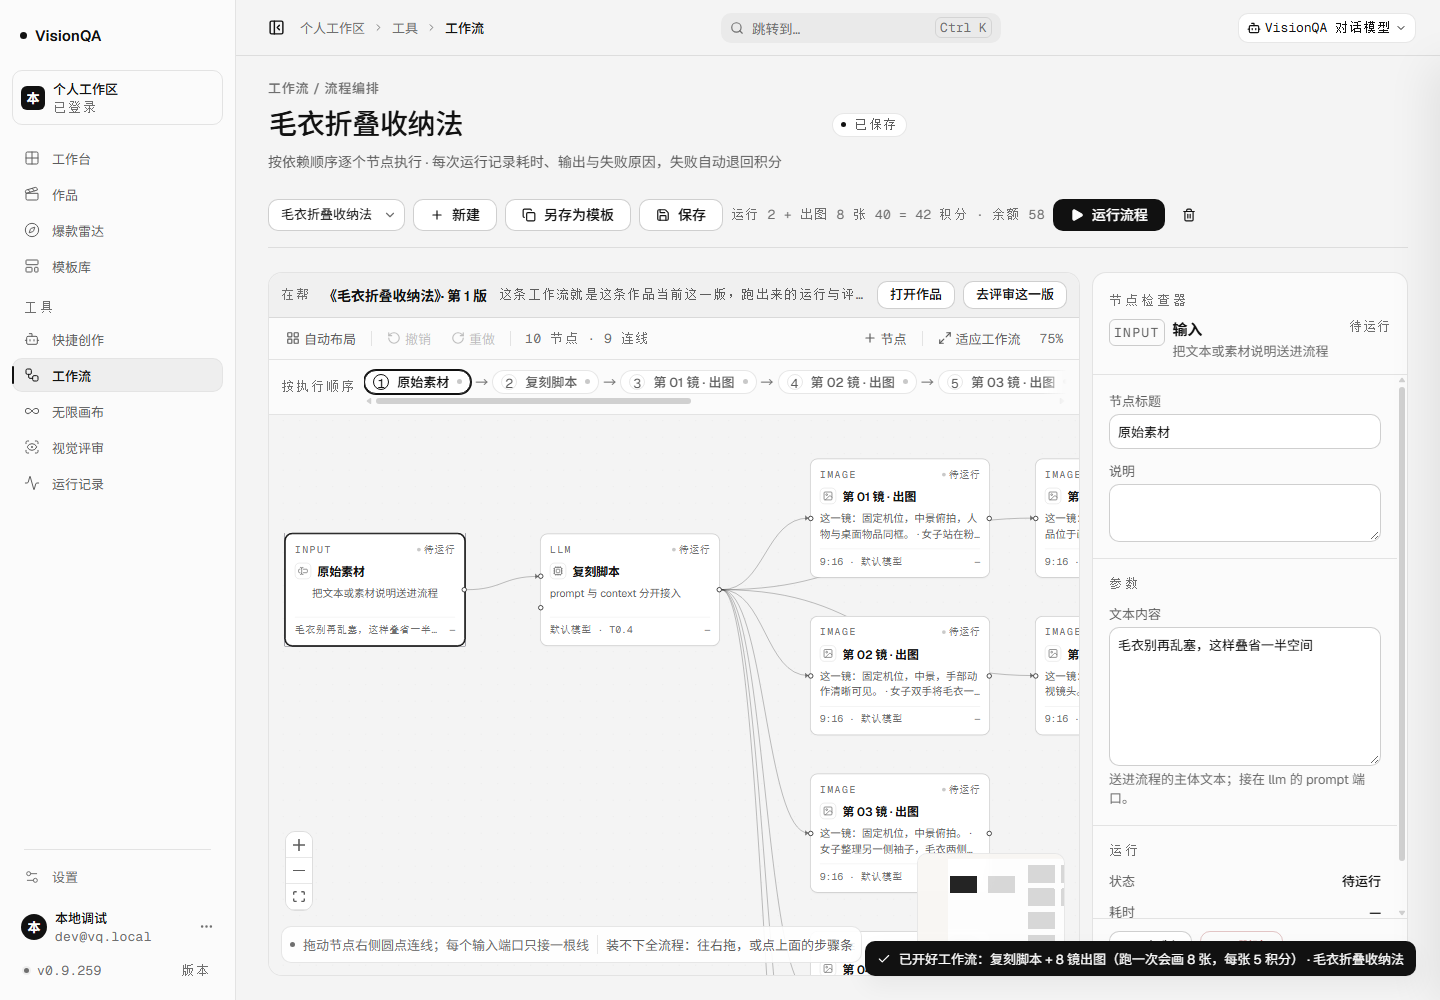 VisionQA
本
个人工作区
已登录
工作台
作品
爆款雷达
模板库
工具
快捷创作
工作流
无限画布
视觉评审
运行记录
设置
本
本地调试
dev@vq.local
v0.9.259
版本
个人工作区 > 工具 > 工作流
跳转到…
Ctrl K
VisionQA 对话模型
工作流 / 流程编排
毛衣折叠收纳法
已保存
按依赖顺序逐个节点执行 · 每次运行记录耗时、输出与失败原因，失败自动退回积分
毛衣折叠收纳法
新建
另存为模板
保存
运行 2 + 出图 8 张 40 = 42 积分 · 余额 58
运行流程
在帮 《毛衣折叠收纳法》· 第 1 版 这条工作流就是这条作品当前这一版，跑出来的运行与评…
打开作品
去评审这一版
自动布局
撤销
重做
10 节点 · 9 连线
节点
适应工作流
75%
按执行顺序
1 原始素材
→ 2 复刻脚本
→ 3 第 01 镜 · 出图
→ 4 第 02 镜 · 出图
→ 5 第 03 镜 · 出图
INPUT
待运行
原始素材
把文本或素材说明送进流程
毛衣别再乱塞，这样叠省一半…
—
LLM
待运行
复刻脚本
prompt 与 context 分开接入
默认模型 · T0.4
—
IMAGE
待运行
第 01 镜 · 出图
这一镜：固定机位，中景俯拍，人
物与桌面物品同框。 · 女子站在粉…
9:16 · 默认模型
—
IMAGE
第
这一镜：
品位于
IMAGE
待运行
第 02 镜 · 出图
这一镜：固定机位，中景，手部动
作清晰可见。 · 女子双手将毛衣一…
9:16 · 默认模型
—
IMAGE
第
这一镜：
视镜头。
IMAGE
待运行
第 03 镜 · 出图
这一镜：固定机位，中景俯拍。 ·
女子整理另一侧袖子，毛衣两侧…
9:16 · 默认模型
第 0
拖动节点右侧圆点连线；每个输入端口只接一根线
装不下全流程：往右拖，或点上面的步骤条
节点检查器
INPUT
输入
待运行
把文本或素材说明送进流程
节点标题
原始素材
说明
参数
文本内容
毛衣别再乱塞，这样叠省一半空间
送进流程的主体文本；接在 llm 的 prompt 端
口。
运行
状态
待运行
耗时
—
已开好工作流：复刻脚本 + 8 镜出图（跑一次会画 8 张，每张 5 积分） · 毛衣折叠收纳法